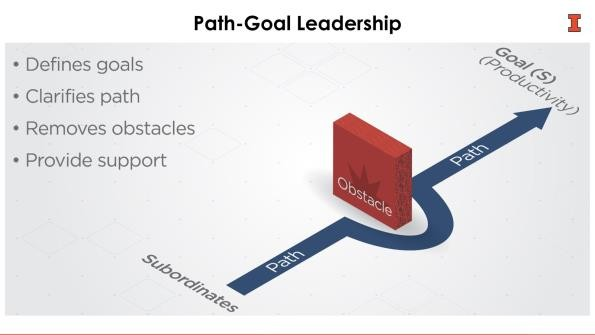 Path-Goal Leadership
I
• Defines goals
• Clarifies path
• Removes obstacles
• Provide support
Goal (S)
(Productivity)
Path
Obstacle
Path
Subordinates